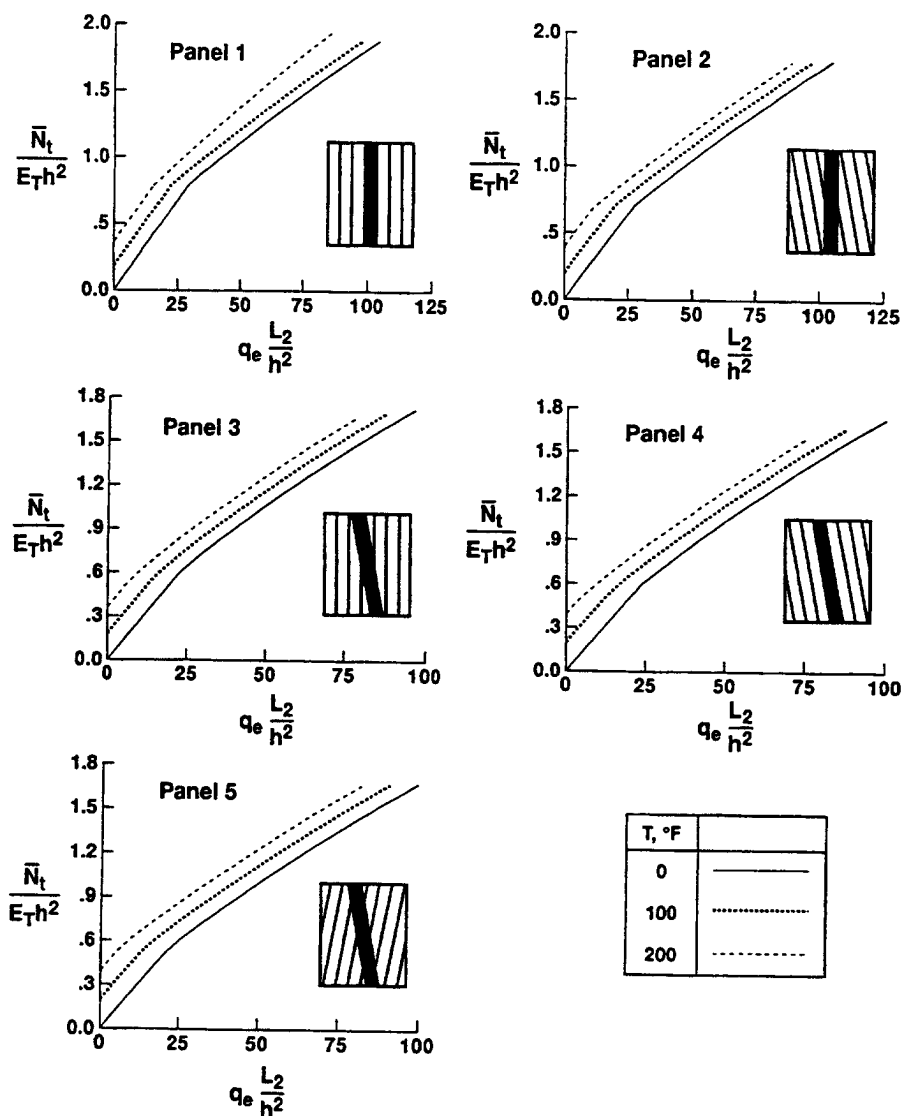 Panel 1
2.0
1.5
1.0
.5
0.0
N̄t
ETh²
0 25 50 75 100 125
qe L2
h²
Panel 2
2.0
1.5
1.0
.5
0.0
N̄t
ETh²
0 25 50 75 100 125
qe L2
h²
Panel 3
1.8
1.5
1.2
.9
.6
.3
0.0
N̄t
ETh²
0 25 50 75 100
qe L2
h²
Panel 4
1.8
1.5
1.2
.9
.6
.3
0.0
N̄t
ETh²
0 25 50 75 100
qe L2
h²
Panel 5
1.8
1.5
1.2
.9
.6
.3
0.0
N̄t
ETh²
0 25 50 75 100
qe L2
h²
T, °F
0
100
200